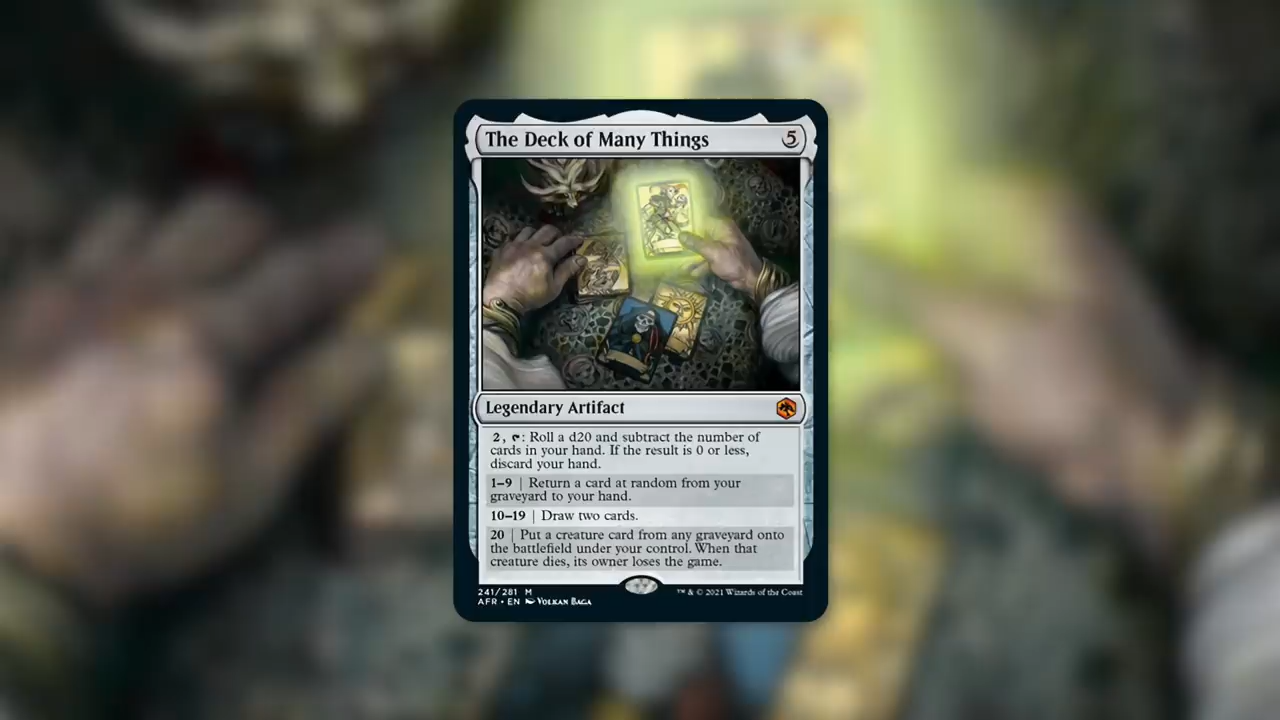 The Deck of Many Things 5
Legendary Artifact
2, : Roll a d20 and subtract the number of
cards in your hand. If the result is 0 or less,
discard your hand.
1–9 | Return a card at random from your
graveyard to your hand.
10–19 | Draw two cards.
20 | Put a creature card from any graveyard onto
the battlefield under your control. When that
creature dies, its owner loses the game.
241/281 M
™ & © 2021 Wizards of the Coast
AFR • EN Volkan Baga